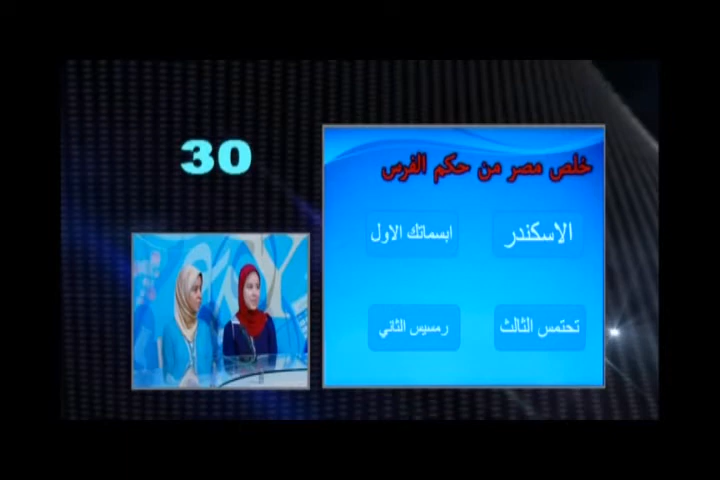 30
خلص مصر من حكم الفرس
الاسكندر
ابسماتك الاول
تحتمس الثالث
رمسيس الثاني